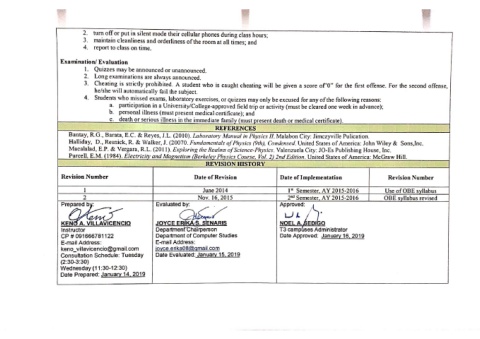 2. turn off or put in silent mode their cellular phones during class hours;
3. maintain cleanliness and orderliness of the room at all times; and
4. report to class on time.
Examination/ Evaluation
1. Quizzes may be announced or unannounced.
2. Long examinations are always announced.
3. Cheating is strictly prohibited. A student who is caught cheating will be given a score of "0" for the first offense. For the second offense,
he/she will automatically fail the subject.
4. Students who missed exams, laboratory exercises, or quizzes may only be excused for any of the following reasons:
a. participation in a University/College-approved field trip or activity (must be cleared one week in advance);
b. personal illness (must present medical certificate); and
c. death or serious illness in the immediate family (must present death or medical certificate).
REFERENCES
Bantay, R.G., Barata, E.C. & Reyes, J.L. (2010). Laboratory Manual in Physics II. Malabon City: Jimczyville Publication.
Halliday, D., Resnick, R. & Walker, J. (20070. Fundamentals of Physics (9th), Condensed. United States of America: John Wiley & Sons,Inc.
Macalalad, E.P. & Vergara, R.L. (2011). Exploring the Realms of Science-Physics. Valenzuela City: JO-Es Publishing House, Inc.
Purcell, E.M. (1984). Electricity and Magnetism (Berkeley Physics Course, Vol. 2) 2nd Edition. United States of America: McGraw Hill.
REVISION HISTORY
Revision Number Date of Revision Date of Implementation Revision Number
1 June 2014 1st Semester, AY 2015-2016 Use of OBE syllabus
2 Nov. 16, 2015 2nd Semester, AY 2015-2016 OBE syllabus revised
Prepared by:
KENO A. VILLAVICENCIO
Instructor
CP # 091666781122
E-mail Address:
keno_villavicencio@gmail.com
Consultation Schedule: Tuesday
(2:30-3:30)
Wednesday (11:30-12:30)
Date Prepared: January 14, 2019
Evaluated by:
JOYCE ERIKA S. SENARIS
Department Chairperson
Department of Computer Studies
E-mail Address:
joyce.erika08@gmail.com
Date Evaluated: January 15, 2019
Approved:
NOEL A. SEDIGO
T3 campuses Administrator
Date Approved: January 16, 2019